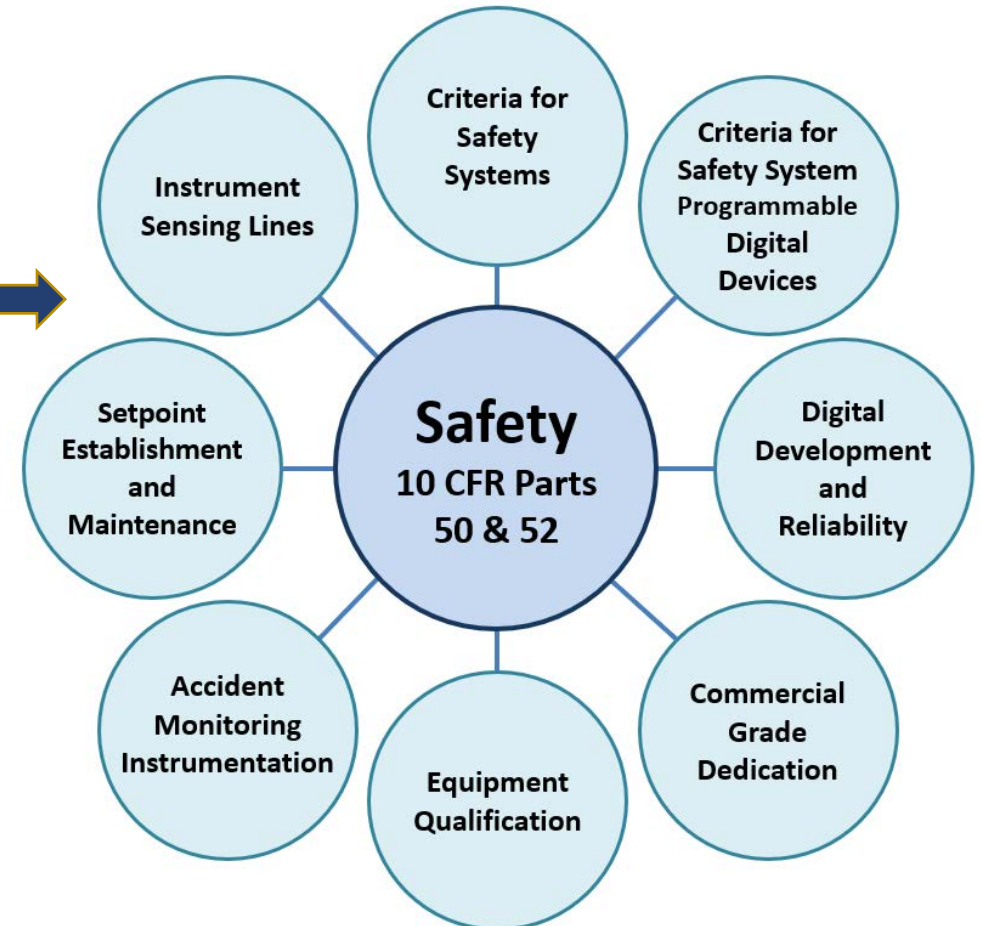 Criteria for
Safety
Systems
Criteria for
Safety System
Programmable
Digital
Devices
Instrument
Sensing Lines
Safety
10 CFR Parts
50 & 52
Setpoint
Establishment
and
Maintenance
Digital
Development
and
Reliability
Accident
Monitoring
Instrumentation
Commercial
Grade
Dedication
Equipment
Qualification